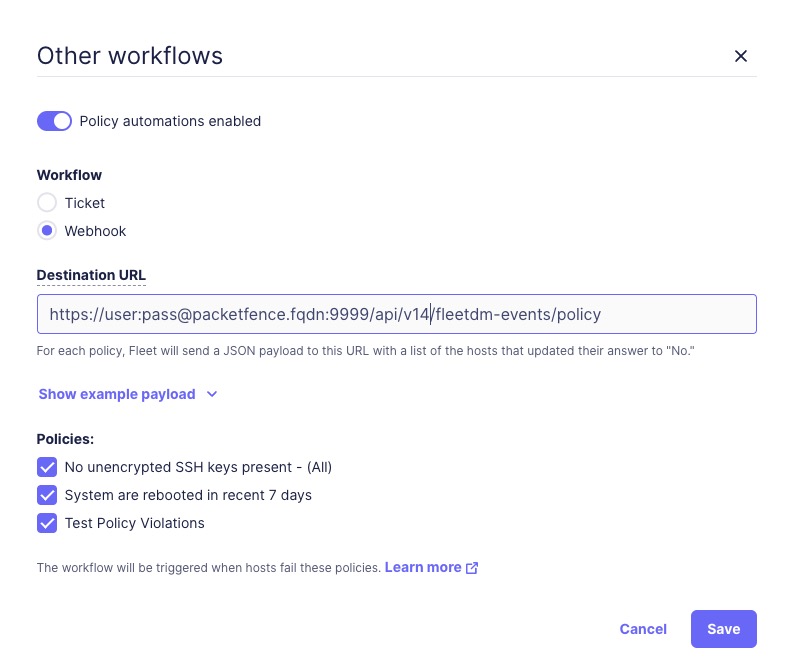 Other workflows
Policy automations enabled
Workflow
Ticket
Webhook
Destination URL
https://user:pass@packetfence.fqdn:9999/api/v14/fleetdm-events/policy
For each policy, Fleet will send a JSON payload to this URL with a list of the hosts that updated their answer to "No."
Show example payload
Policies:
No unencrypted SSH keys present - (All)
System are rebooted in recent 7 days
Test Policy Violations
The workflow will be triggered when hosts fail these policies. Learn more
Cancel Save